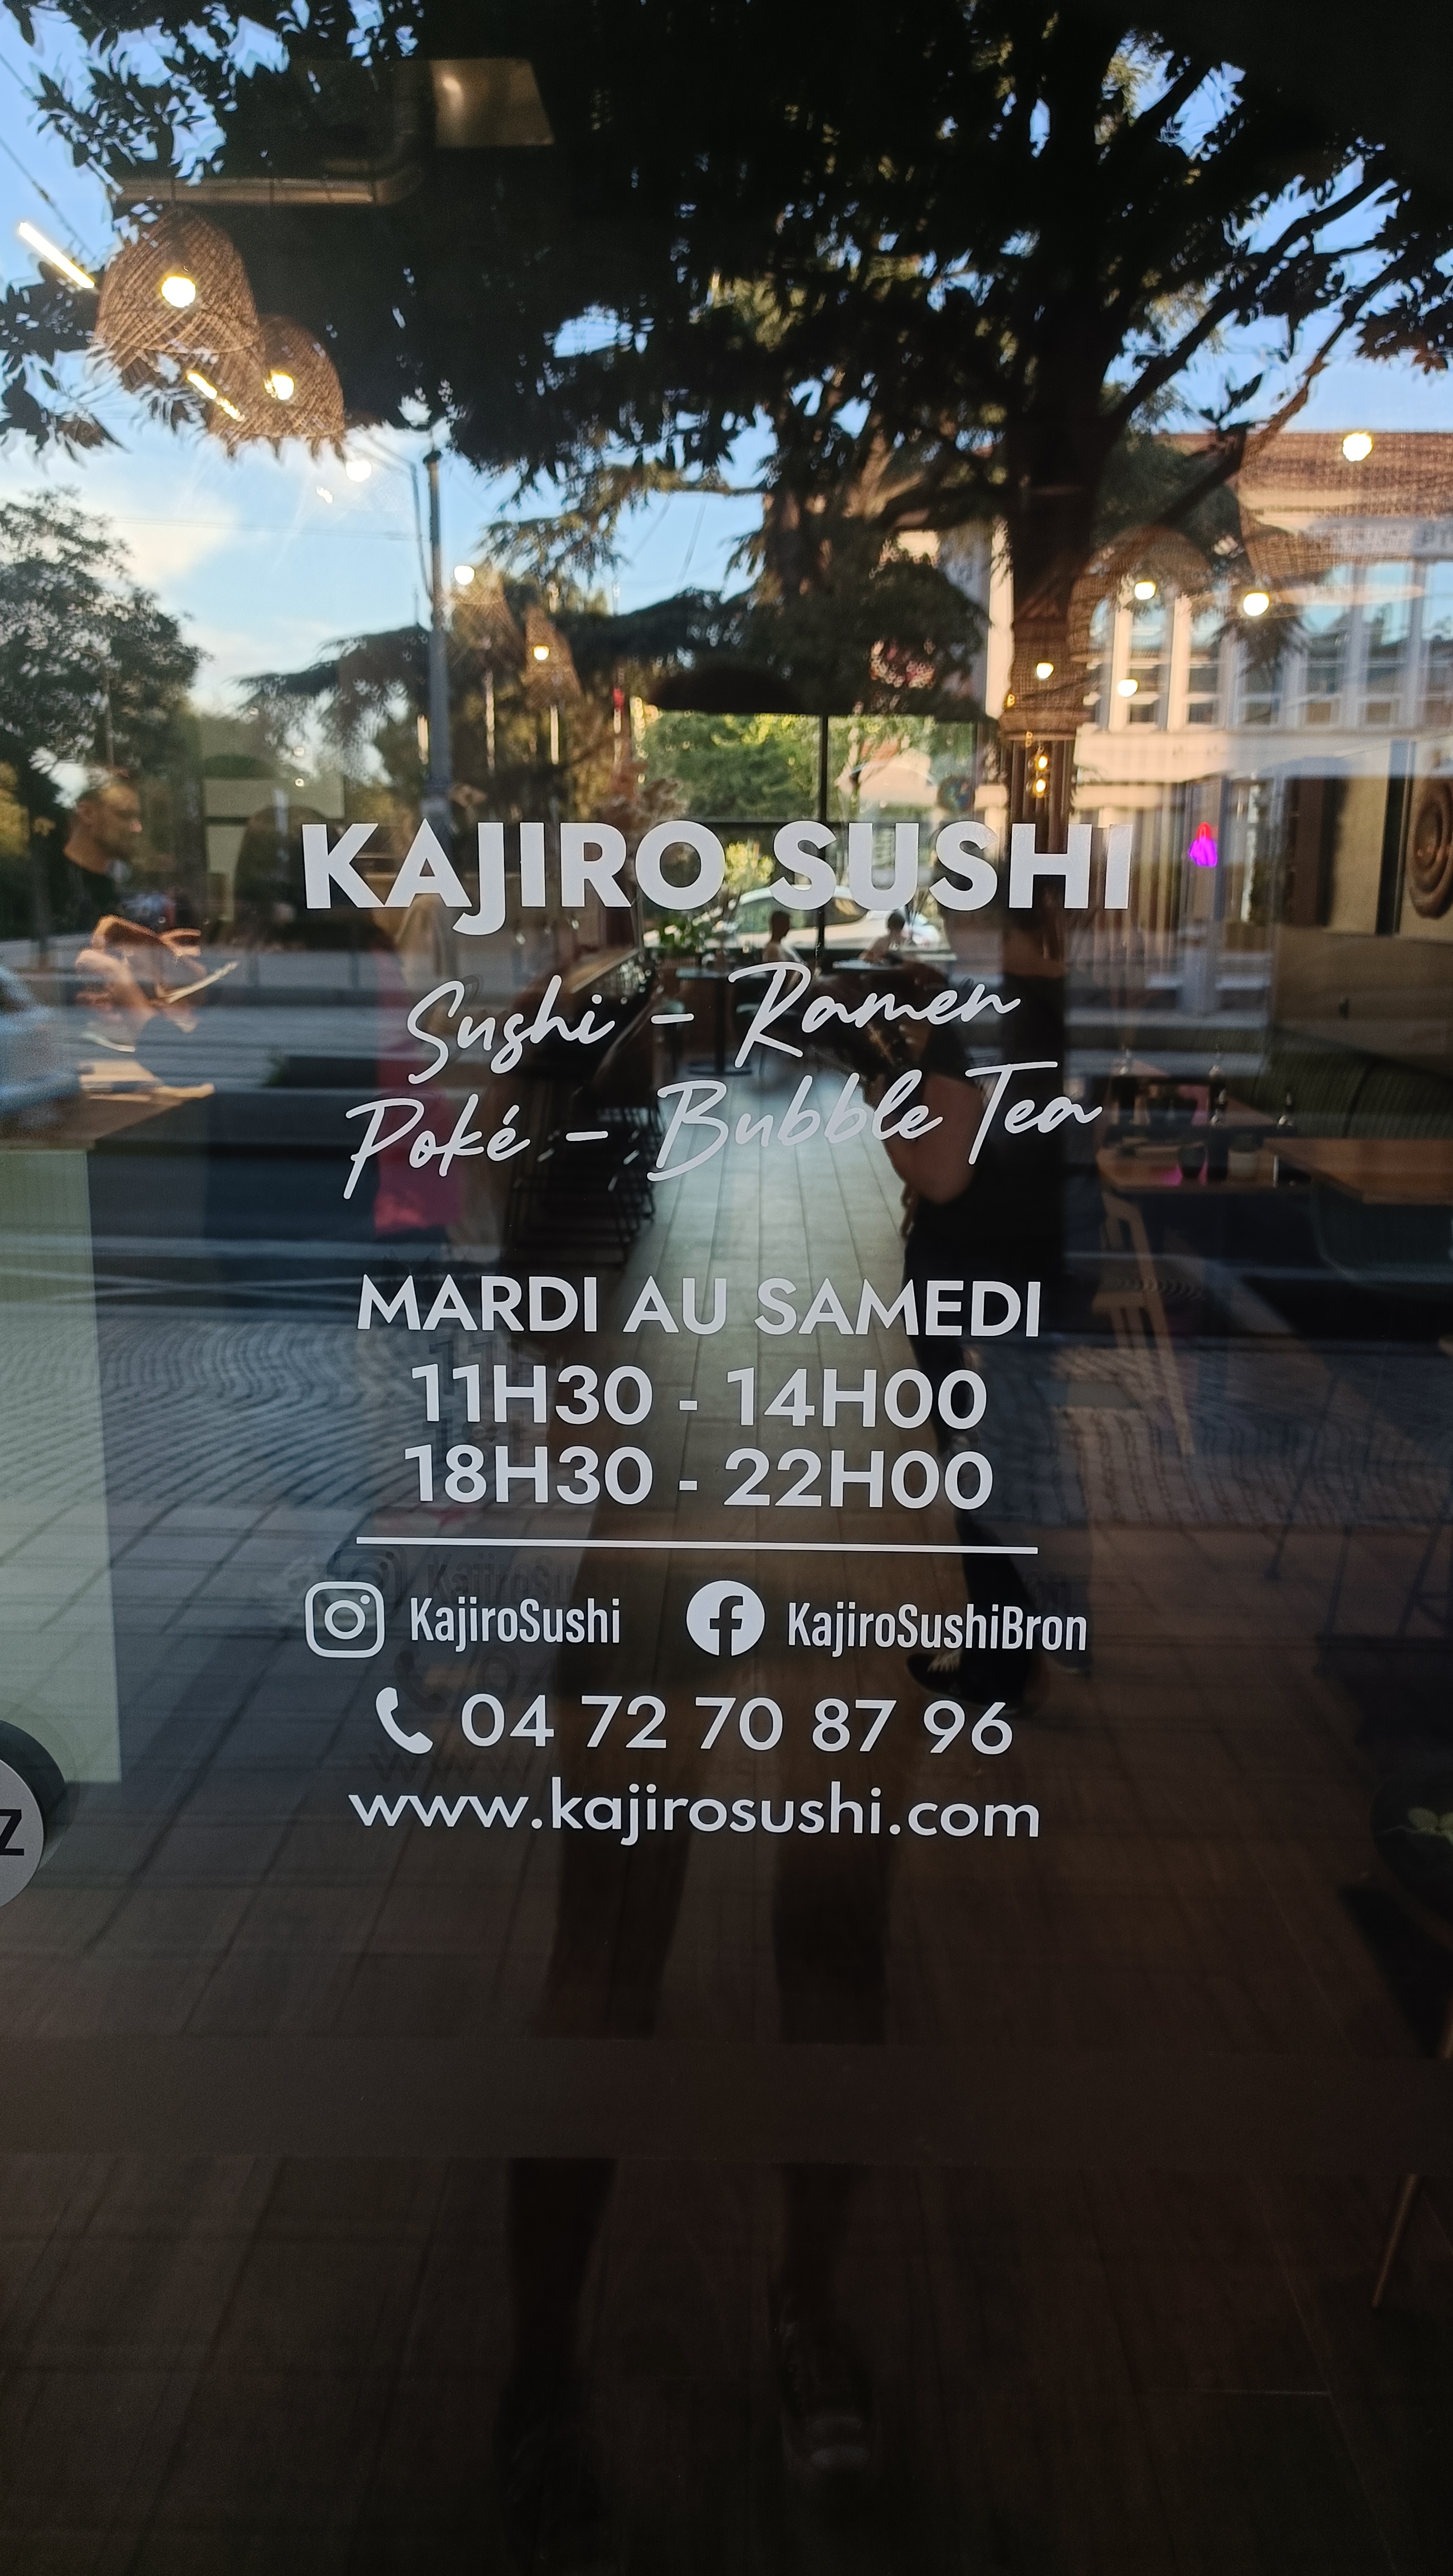 KAJIRO SUSHI
Sushi - Ramen
Poké - Bubble Tea
MARDI AU SAMEDI
11H30 - 14H00
18H30 - 22H00
KajiroSushi KajiroSushiBron
04 72 70 87 96
www.kajirosushi.com